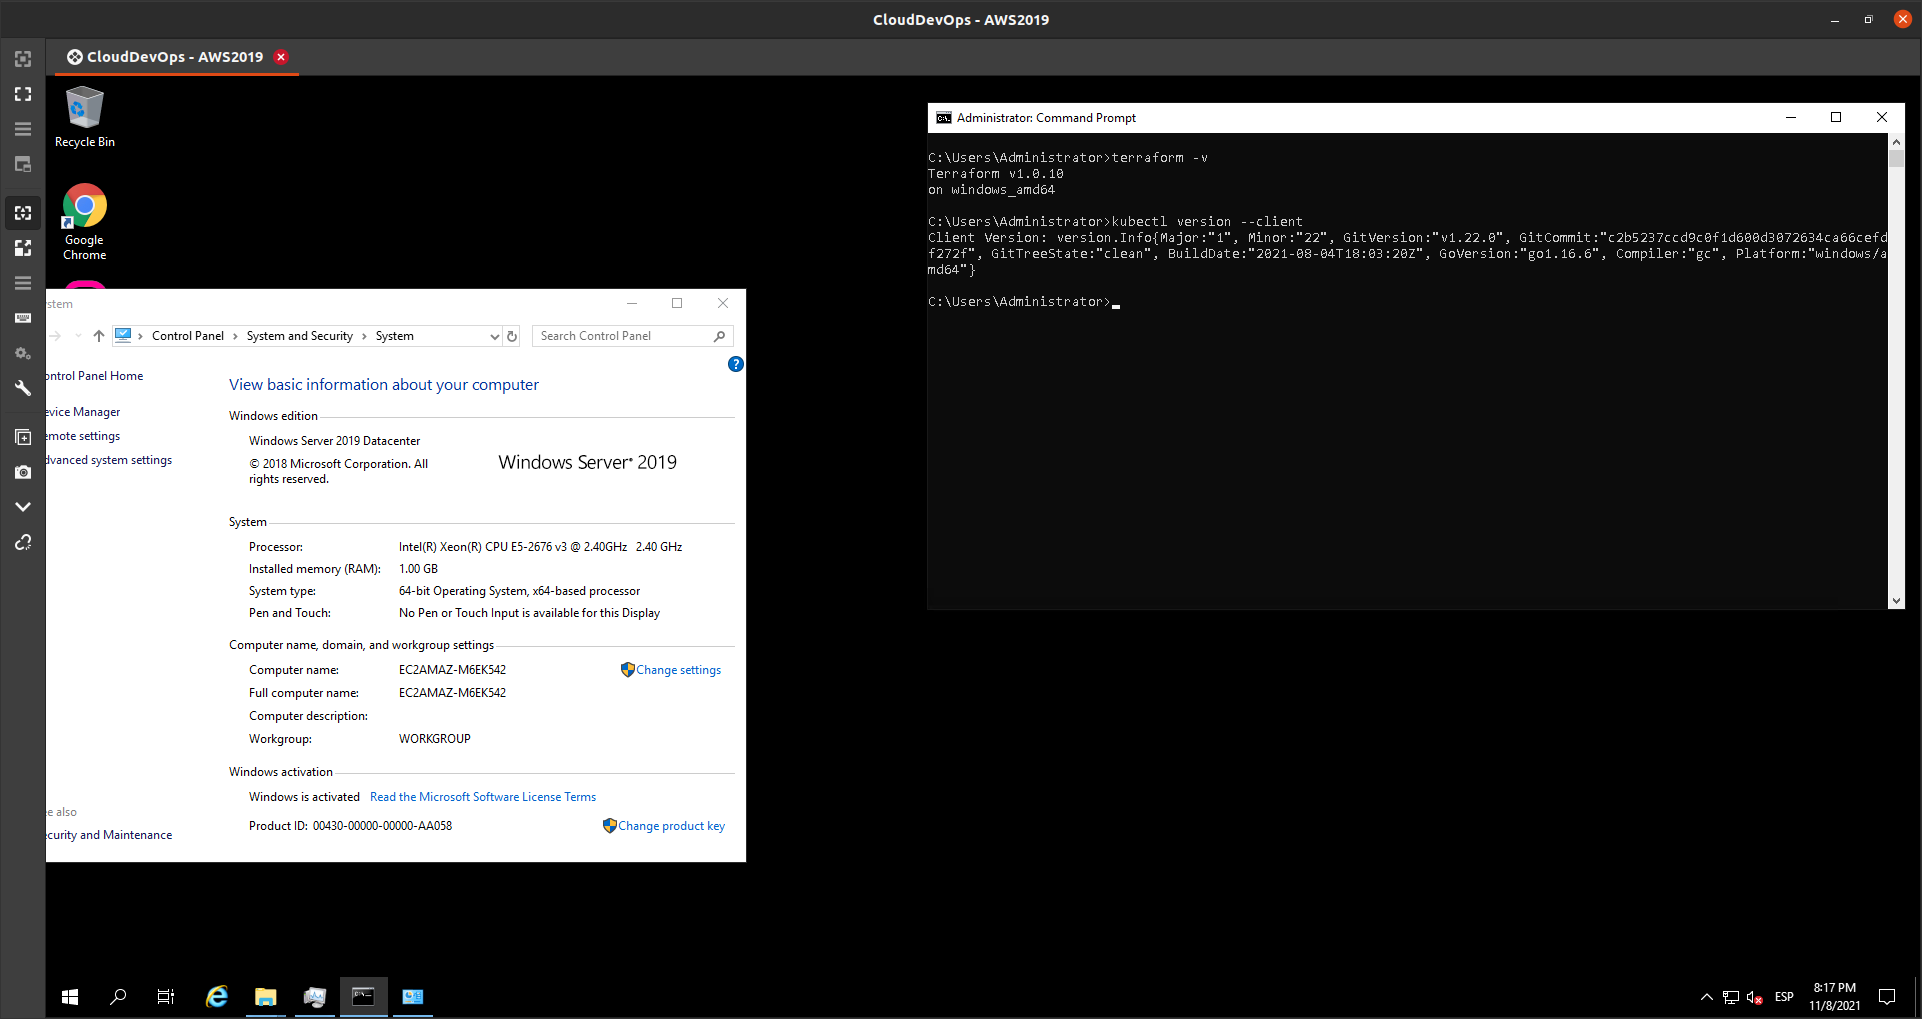 CloudDevOps - AWS2019
CloudDevOps - AWS2019
Recycle Bin
Google
Chrome
Administrator: Command Prompt
C:\Users\Administrator>terraform -v
Terraform v1.0.10
on windows_amd64
C:\Users\Administrator>kubectl version --client
Client Version: version.Info{Major:"1", Minor:"22", GitVersion:"v1.22.0", GitCommit:"c2b5237ccd9c0f1d600d3072634ca66cefd
f272f", GitTreeState:"clean", BuildDate:"2021-08-04T18:03:20Z", GoVersion:"go1.16.6", Compiler:"gc", Platform:"windows/a
md64"}
C:\Users\Administrator>
ystem
Control Panel > System and Security > System
Search Control Panel
ontrol Panel Home
evice Manager
emote settings
dvanced system settings
View basic information about your computer
Windows edition
Windows Server 2019 Datacenter
© 2018 Microsoft Corporation. All
rights reserved.
Windows Server® 2019
System
Processor: Intel(R) Xeon(R) CPU E5-2676 v3 @ 2.40GHz 2.40 GHz
Installed memory (RAM): 1.00 GB
System type: 64-bit Operating System, x64-based processor
Pen and Touch: No Pen or Touch Input is available for this Display
Computer name, domain, and workgroup settings
Computer name: EC2AMAZ-M6EK542 Change settings
Full computer name: EC2AMAZ-M6EK542
Computer description:
Workgroup: WORKGROUP
Windows activation
Windows is activated Read the Microsoft Software License Terms
Product ID: 00430-00000-00000-AA058 Change product key
ee also
ecurity and Maintenance
ESP
8:17 PM
11/8/2021